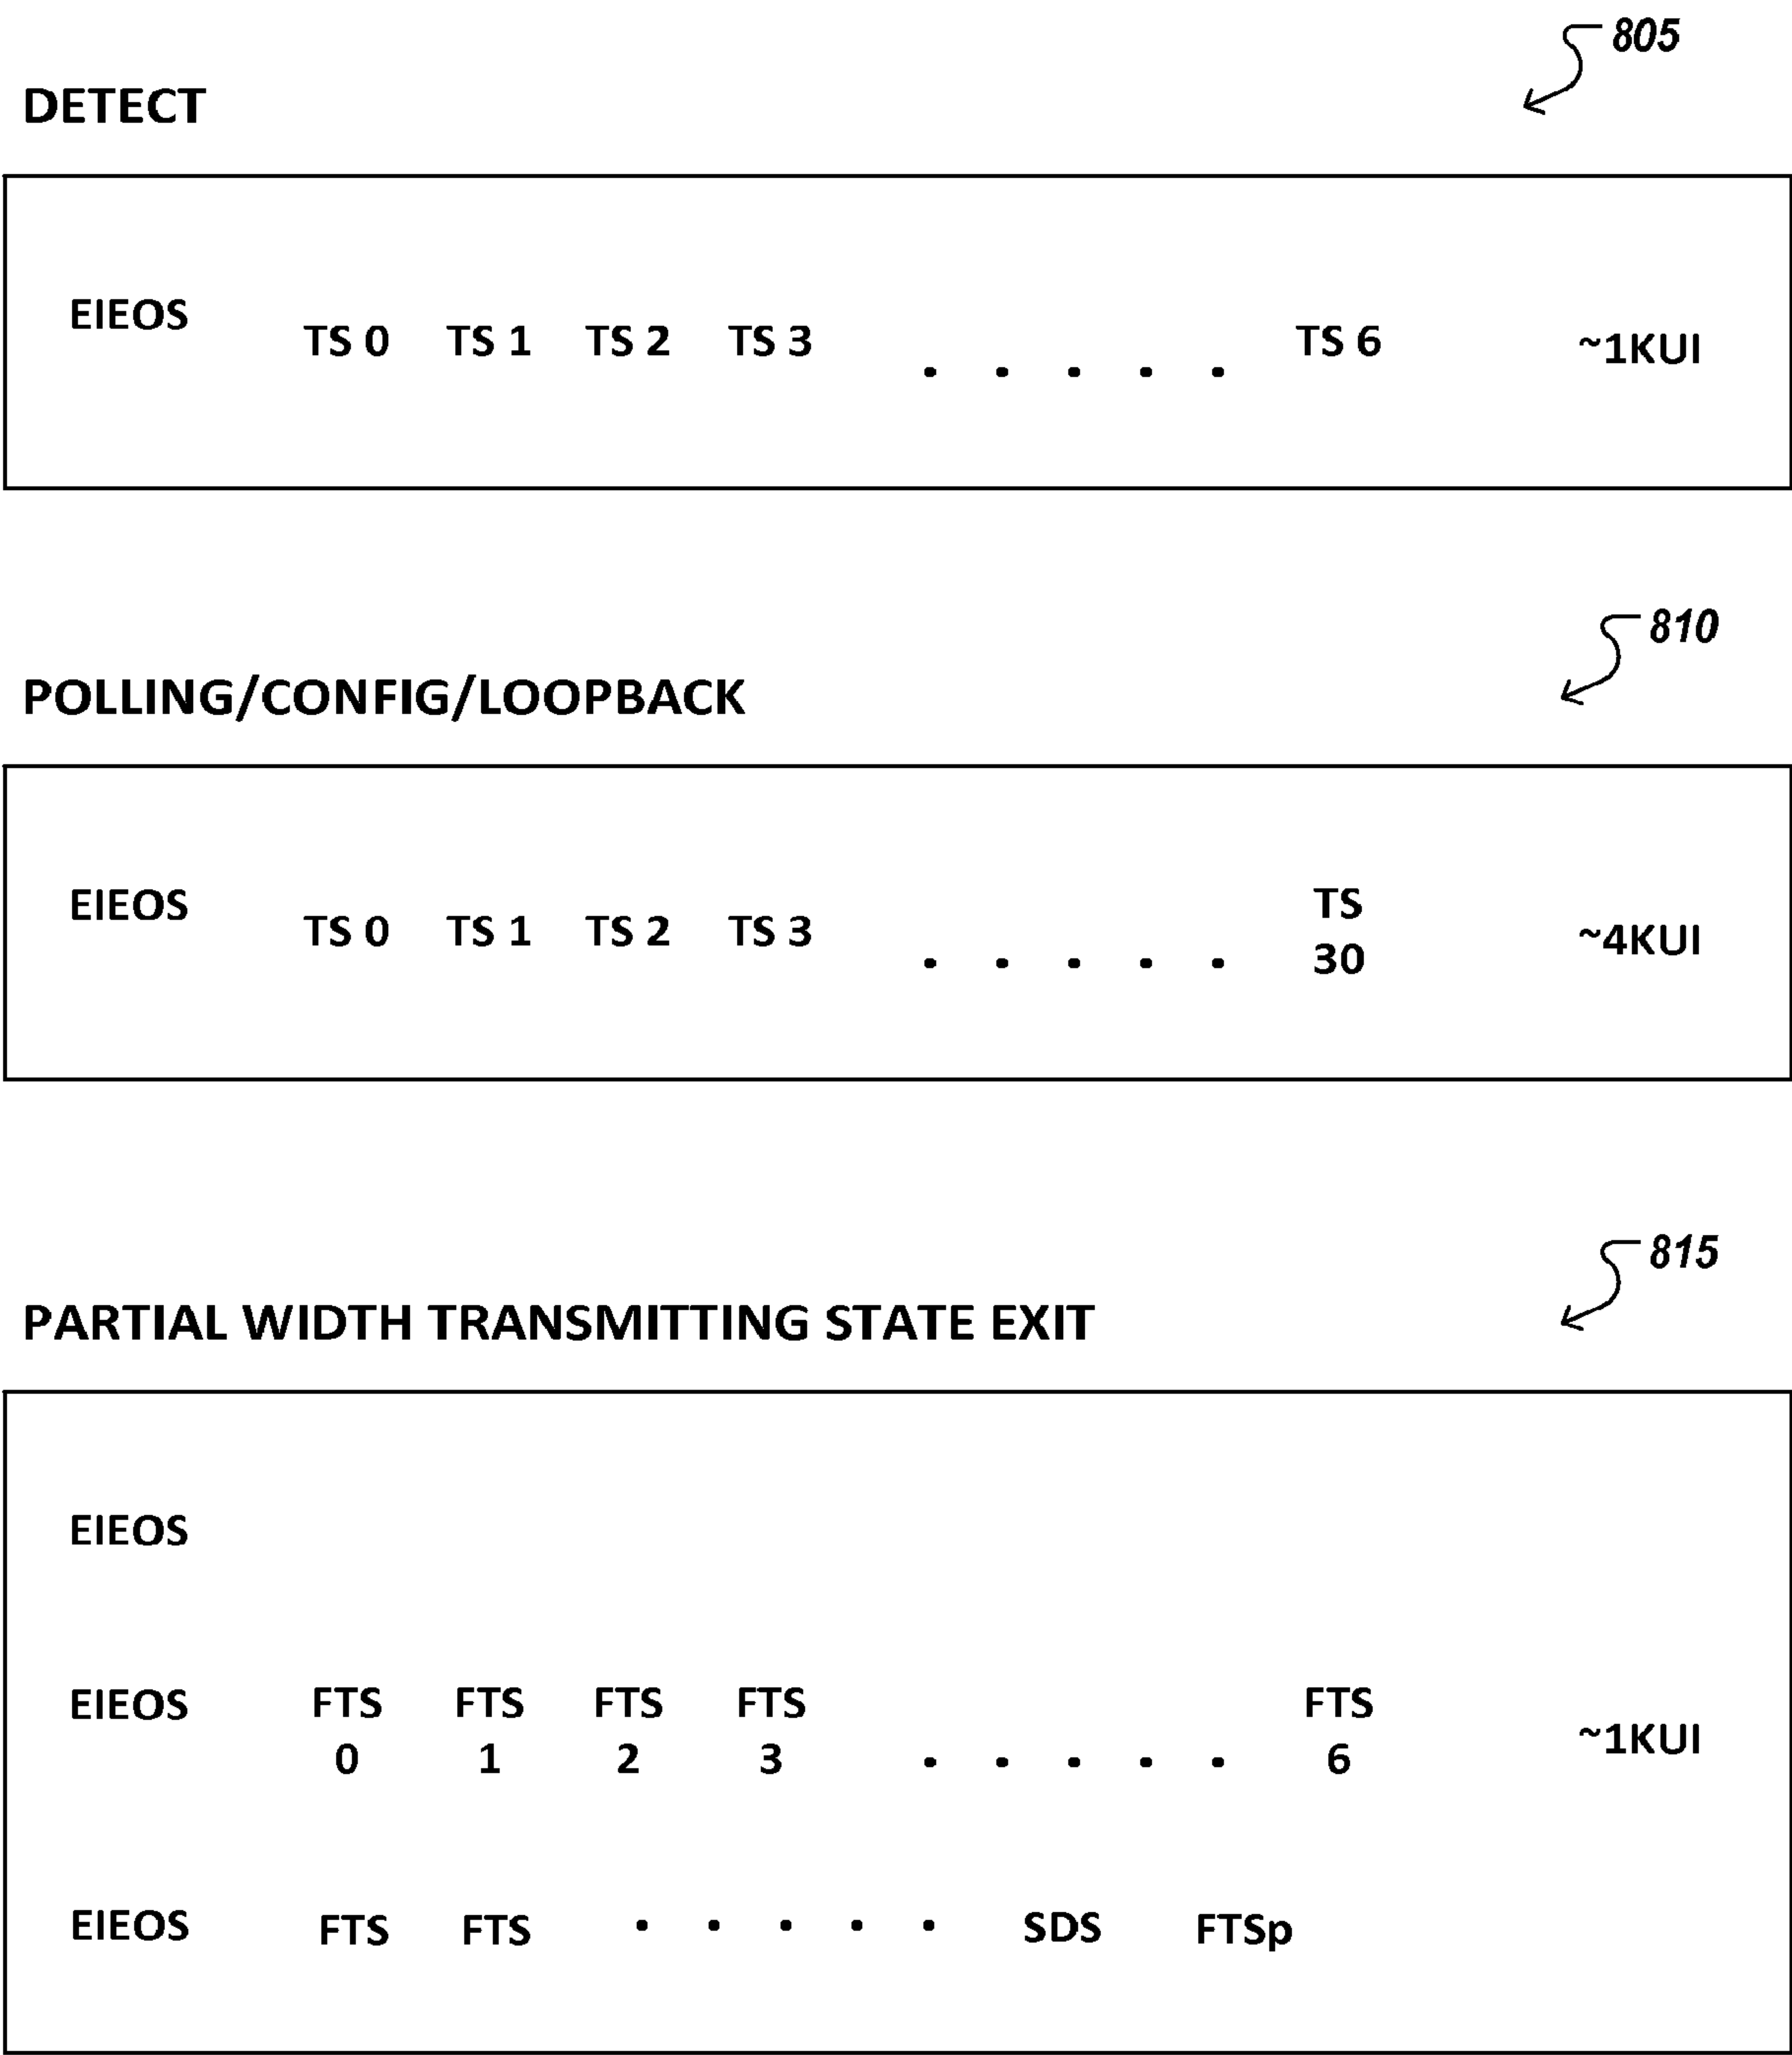 805
DETECT
EIEOS TS 0 TS 1 TS 2 TS 3 . . . . . TS 6 ~1KUI
810
POLLING/CONFIG/LOOPBACK
EIEOS TS 0 TS 1 TS 2 TS 3 . . . . . TS 30 ~4KUI
815
PARTIAL WIDTH TRANSMITTING STATE EXIT
EIEOS
EIEOS FTS 0 FTS 1 FTS 2 FTS 3 . . . . . FTS 6 ~1KUI
EIEOS FTS FTS . . . . . SDS FTSp